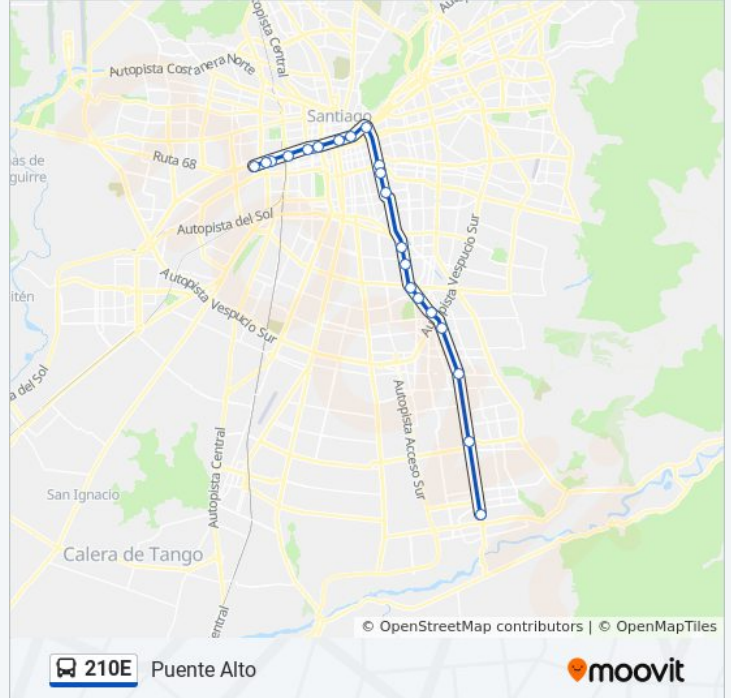 Autopista Central
Au
Autopista Costanera Norte
Santiago
as de
guirre
Ruta 68
Autopista del Sol
Autopista Vespucio Sur
itén
Autopista Vespucio Sur
a del Sol
Autopista Acceso Sur
Autopista Central
San Ignacio
Calera de Tango
entral
© OpenStreetMap contributors | © OpenMapTiles
210E Puente Alto
moovit